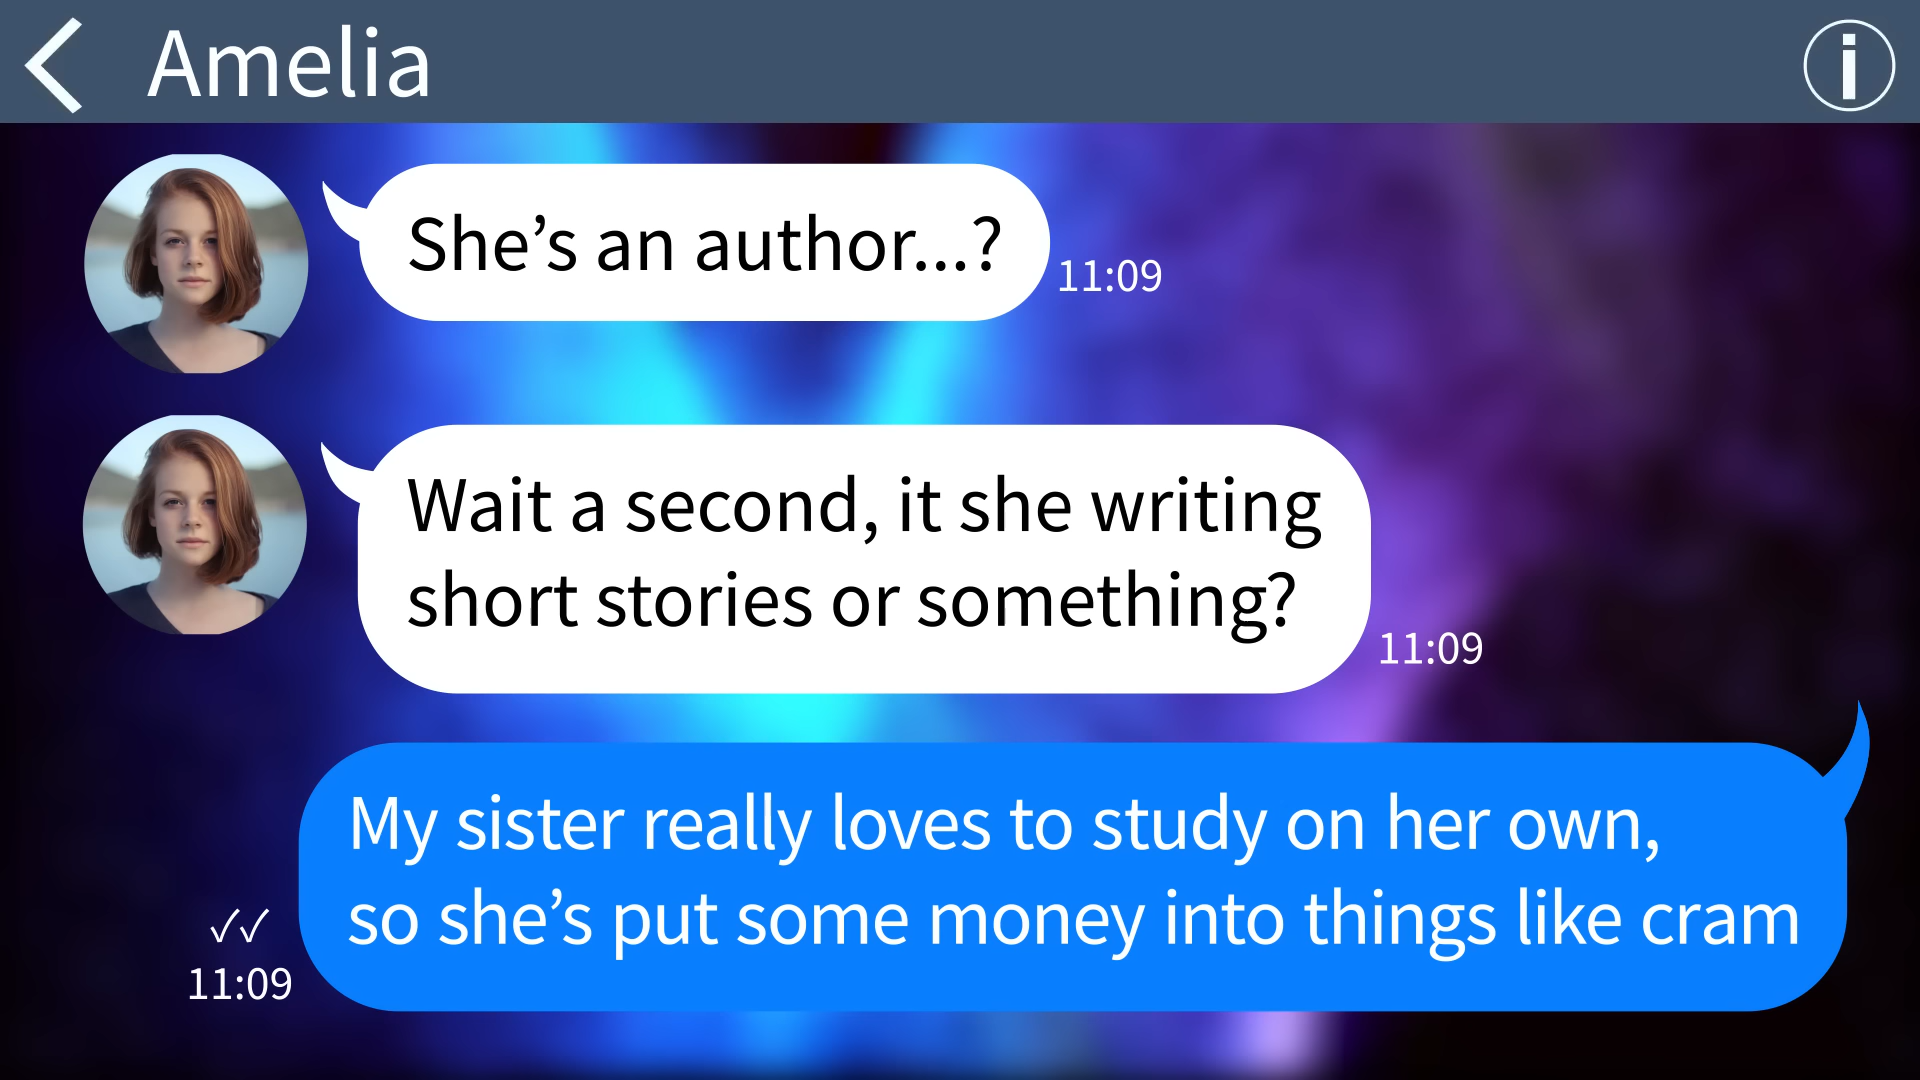 Amelia
She’s an author...?
11:09
Wait a second, it she writing
short stories or something?
11:09
My sister really loves to study on her own,
so she’s put some money into things like cram
✓✓
11:09